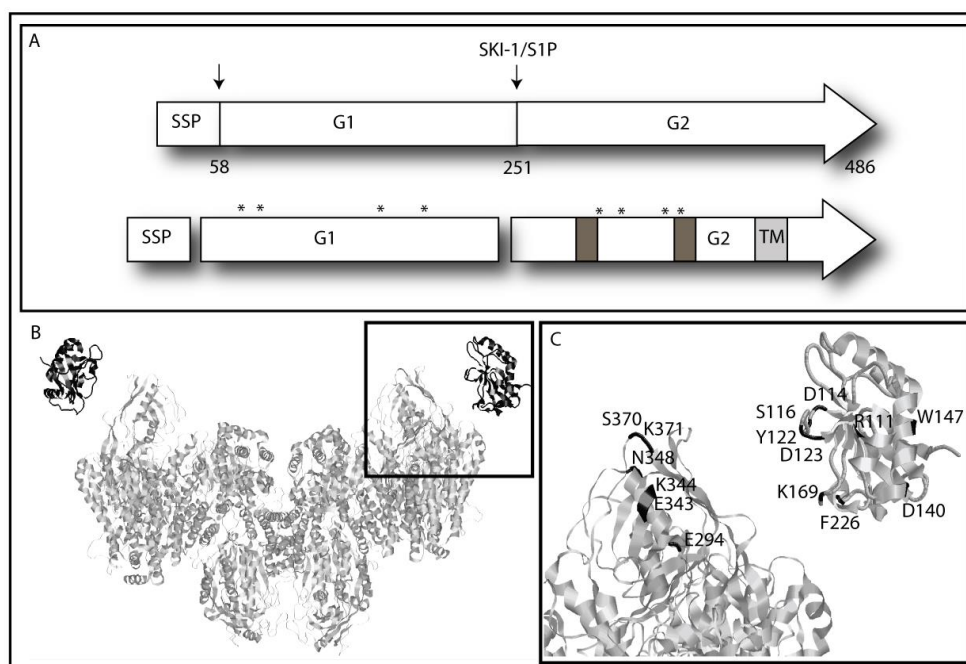 A
SKI-1/S1P
SSP G1 G2
58 251 486
* * * * * * * *
SSP G1 G2 TM
B
C
D114
S116 R111 W147
Y122
D123
S370 K371
N348
K344
E343
K169
F226 D140
E294